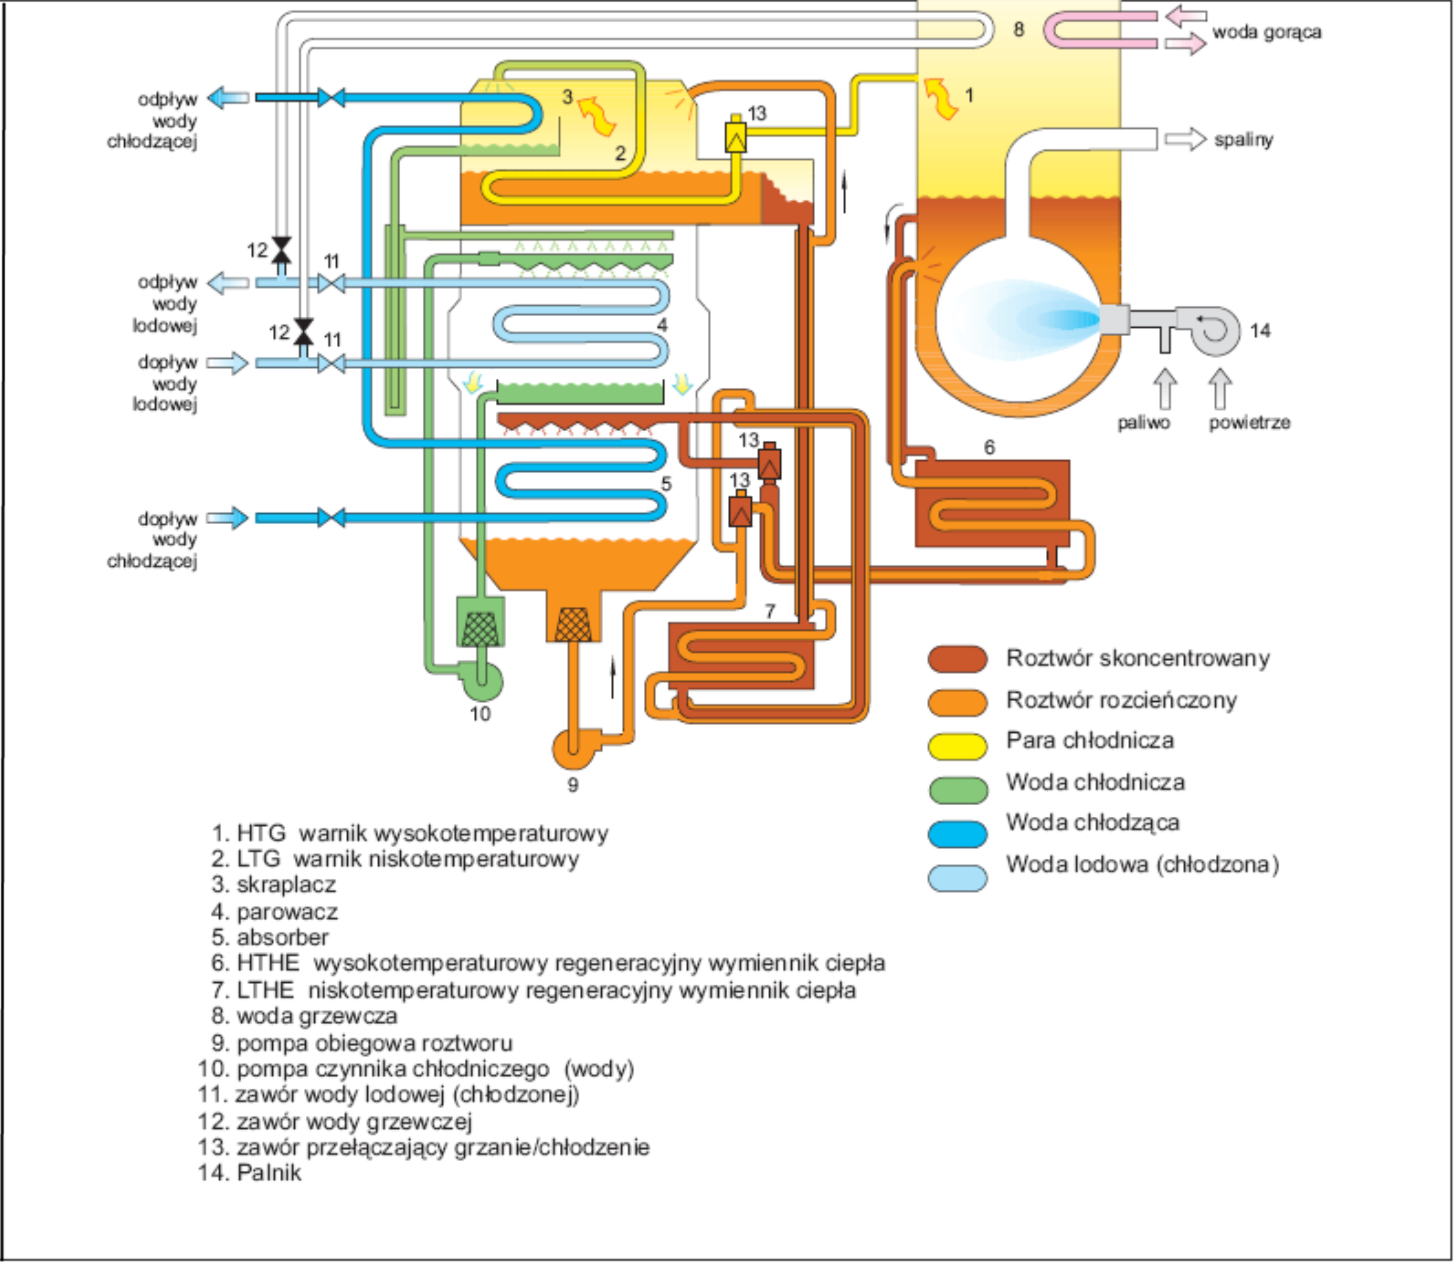 8
woda gorąca
odpływ
wody
chłodzącej
3
13
1
2
spaliny
12
11
odpływ
wody
lodowej
4
12
11
14
dopływ
wody
lodowej
paliwo
powietrze
13
6
13
5
dopływ
wody
chłodzącej
7
10
9
Roztwór skoncentrowany
Roztwór rozcieńczony
Para chłodnicza
Woda chłodnicza
Woda chłodząca
Woda lodowa (chłodzona)
1. HTG warnik wysokotemperaturowy
2. LTG warnik niskotemperaturowy
3. skraplacz
4. parowacz
5. absorber
6. HTHE wysokotemperaturowy regeneracyjny wymiennik ciepła
7. LTHE niskotemperaturowy regeneracyjny wymiennik ciepła
8. woda grzewcza
9. pompa obiegowa roztworu
10. pompa czynnika chłodniczego (wody)
11. zawór wody lodowej (chłodzonej)
12. zawór wody grzewczej
13. zawór przełączający grzanie/chłodzenie
14. Palnik